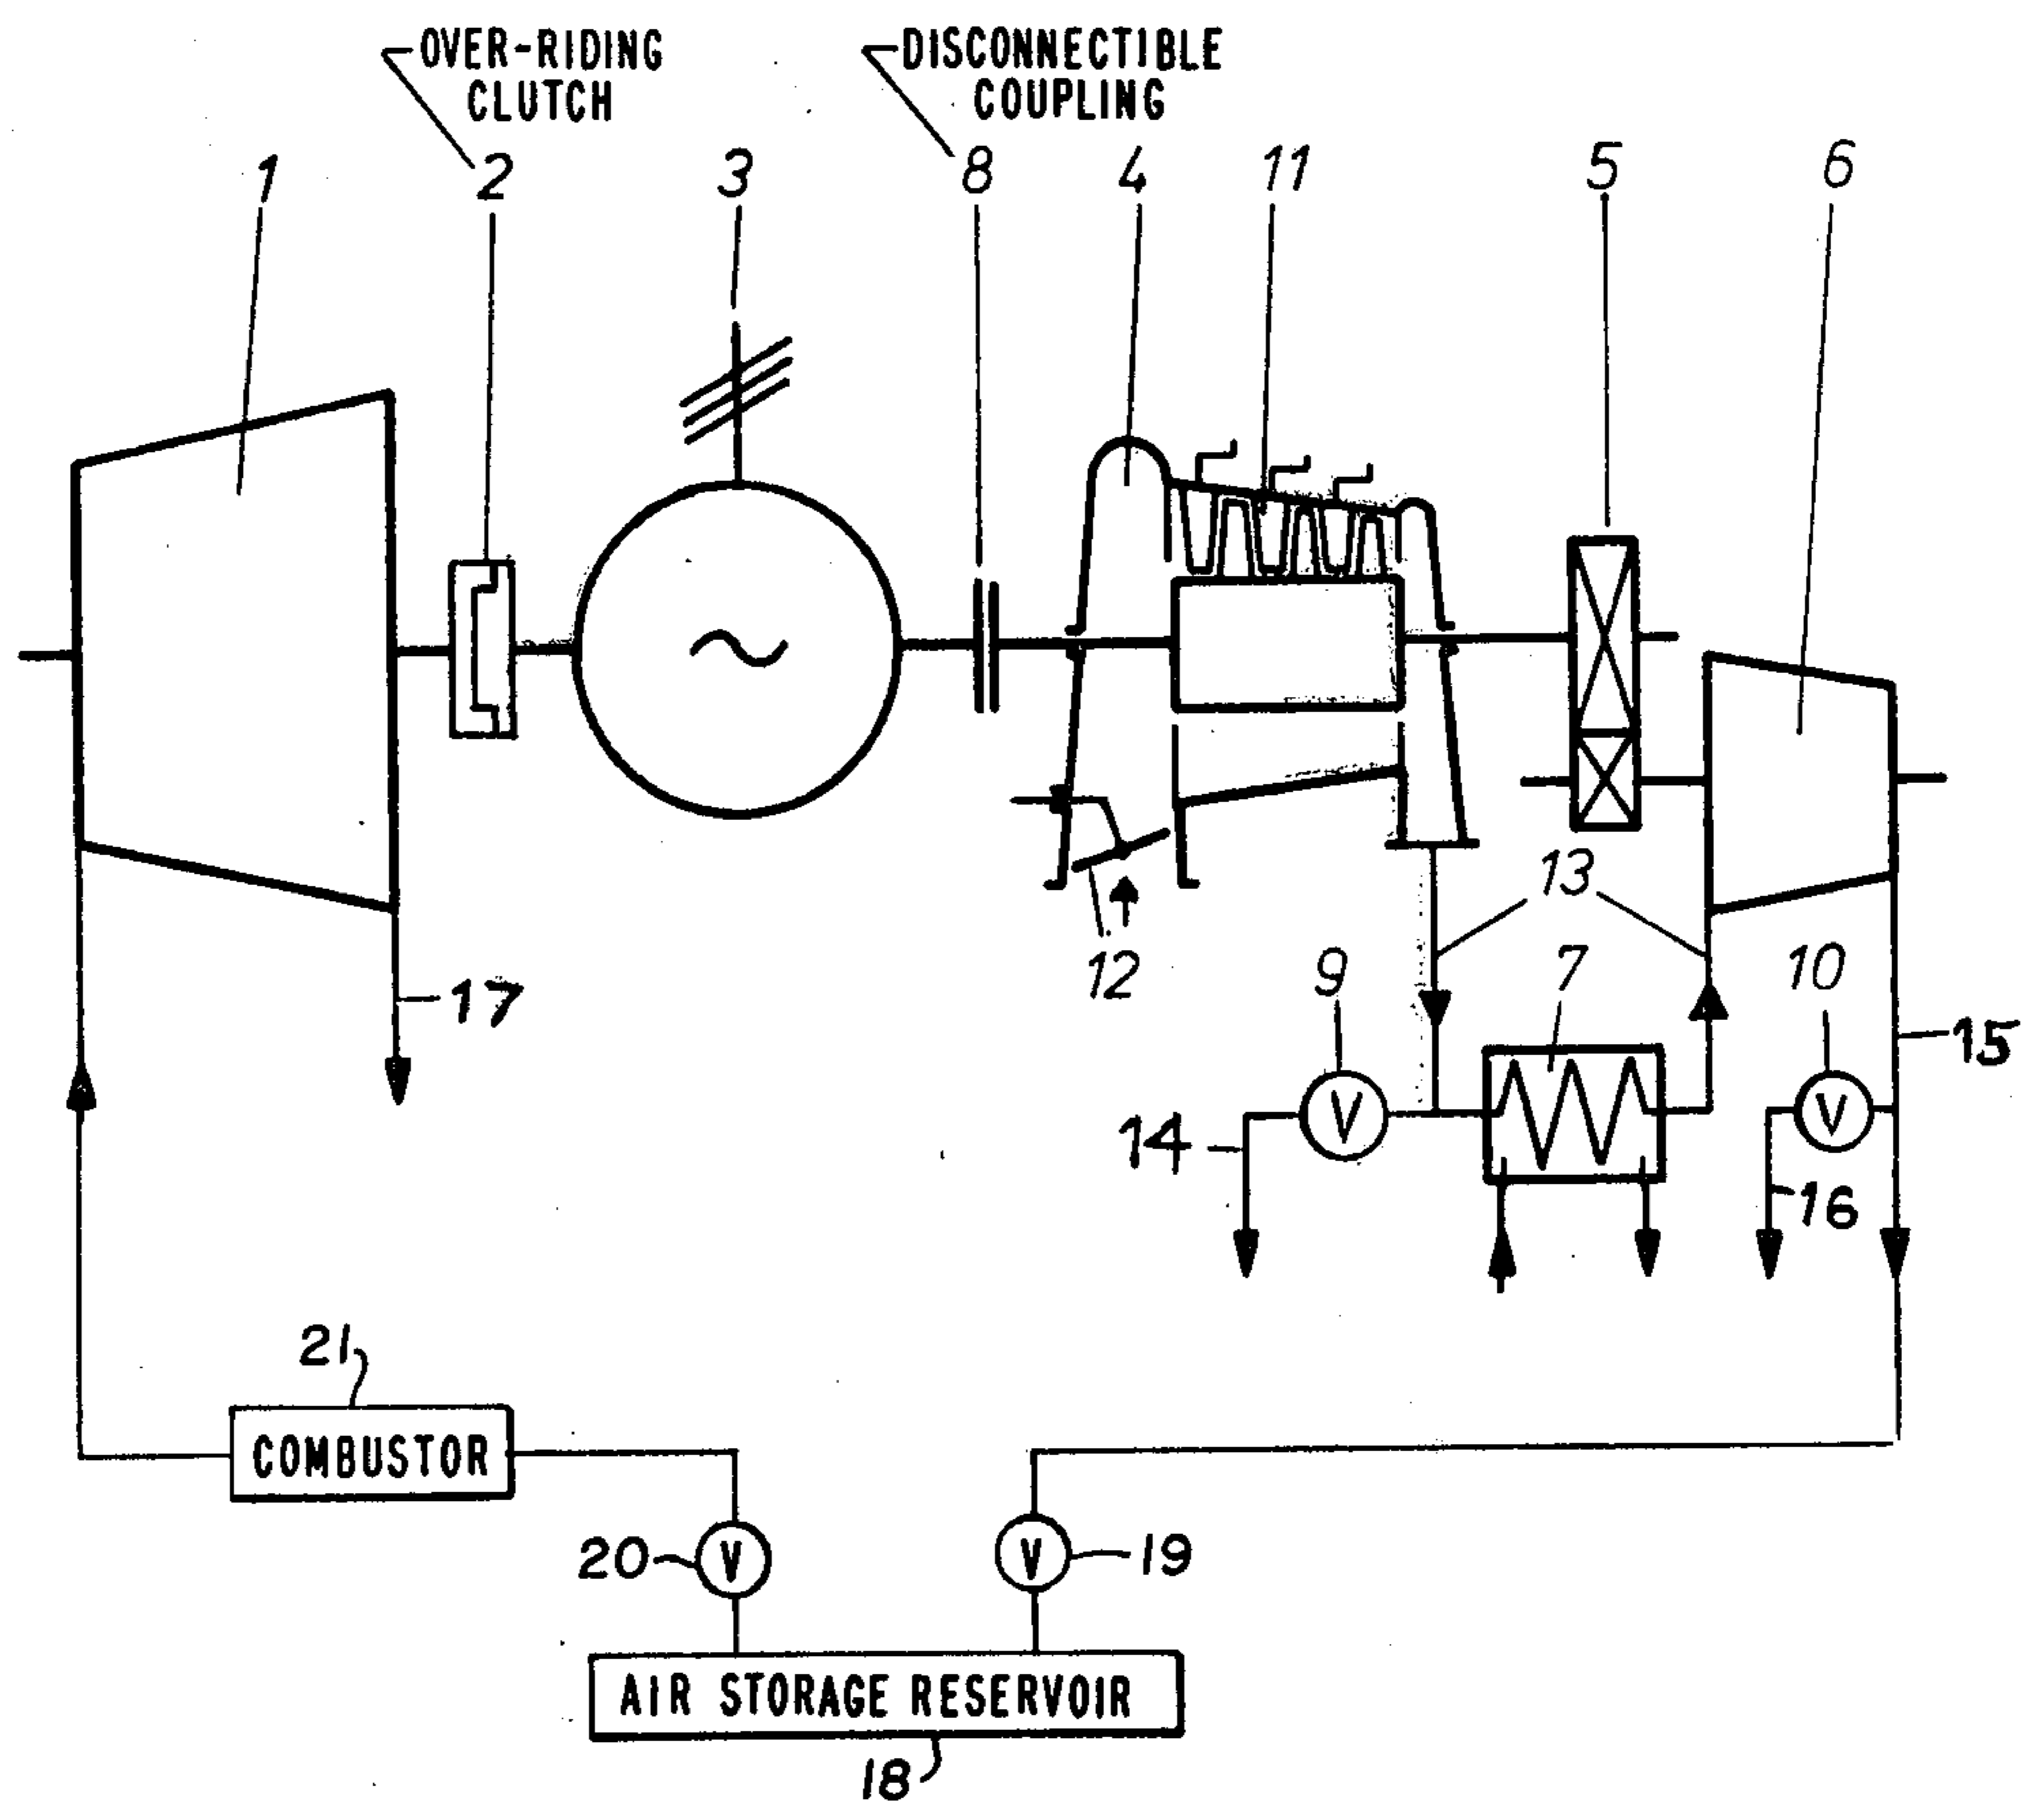 OVER-RIDING
CLUTCH
DISCONNECTIBLE
COUPLING
1
2
3
8
4
11
5
6
13
12
9
7
10
17
15
14
16
21
COMBUSTOR
20
V
V
19
V
V
AIR STORAGE RESERVOIR
18